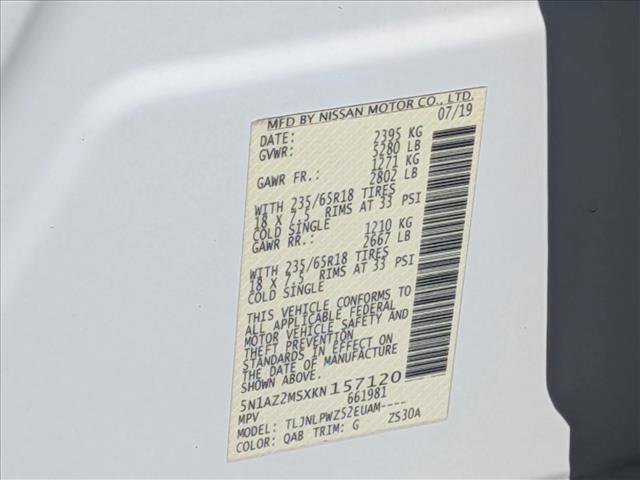 MFD BY NISSAN MOTOR CO., LTD.
DATE: 07/19
GVWR: 2395 KG
5280 LB
GAWR FR.: 1271 KG
2802 LB
WITH 235/65R18 TIRES
18 X 7.5 RIMS AT 33 PSI
COLD SINGLE
GAWR RR.: 1210 KG
2667 LB
WITH 235/65R18 TIRES
18 X 7.5 RIMS AT 33 PSI
COLD SINGLE
THIS VEHICLE CONFORMS TO
ALL APPLICABLE FEDERAL
MOTOR VEHICLE SAFETY AND
THEFT PREVENTION
STANDARDS IN EFFECT ON
THE DATE OF MANUFACTURE
SHOWN ABOVE.
5N1AZ2MSXKN157120
MPV 661981
MODEL: TLJNLPWZ52EUAM----
COLOR: QAB TRIM: G ZS30A